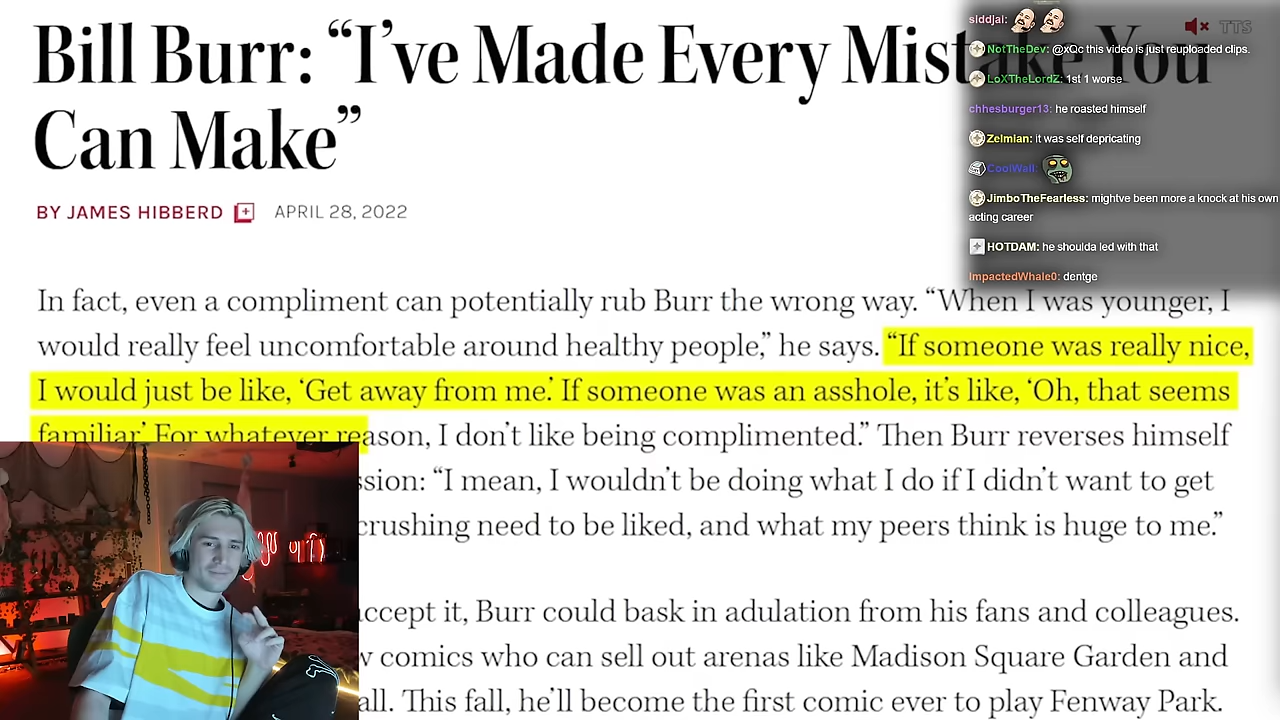 Bill Burr: “I’ve Made Every Mistake You
Can Make”
BY JAMES HIBBERD APRIL 28, 2022
In fact, even a compliment can potentially rub Burr the wrong way. “When I was younger, I
would really feel uncomfortable around healthy people,” he says. “If someone was really nice,
I would just be like, ‘Get away from me.’ If someone was an asshole, it’s like, ‘Oh, that seems
familiar.’ For whatever reason, I don’t like being complimented.” Then Burr reverses himself
ssion: “I mean, I wouldn’t be doing what I do if I didn’t want to get
crushing need to be liked, and what my peers think is huge to me.”
accept it, Burr could bask in adulation from his fans and colleagues.
w comics who can sell out arenas like Madison Square Garden and
all. This fall, he’ll become the first comic ever to play Fenway Park.
siddjai:
TTS
NotTheDev: @xQc this video is just reuploaded clips.
LoXTheLordZ: 1st 1 worse
chhesburger13: he roasted himself
Zelmian: it was self depricating
CoolWall
JimboTheFearless: mightve been more a knock at his own
acting career
HOTDAM: he shoulda led with that
ImpactedWhale0: dentge